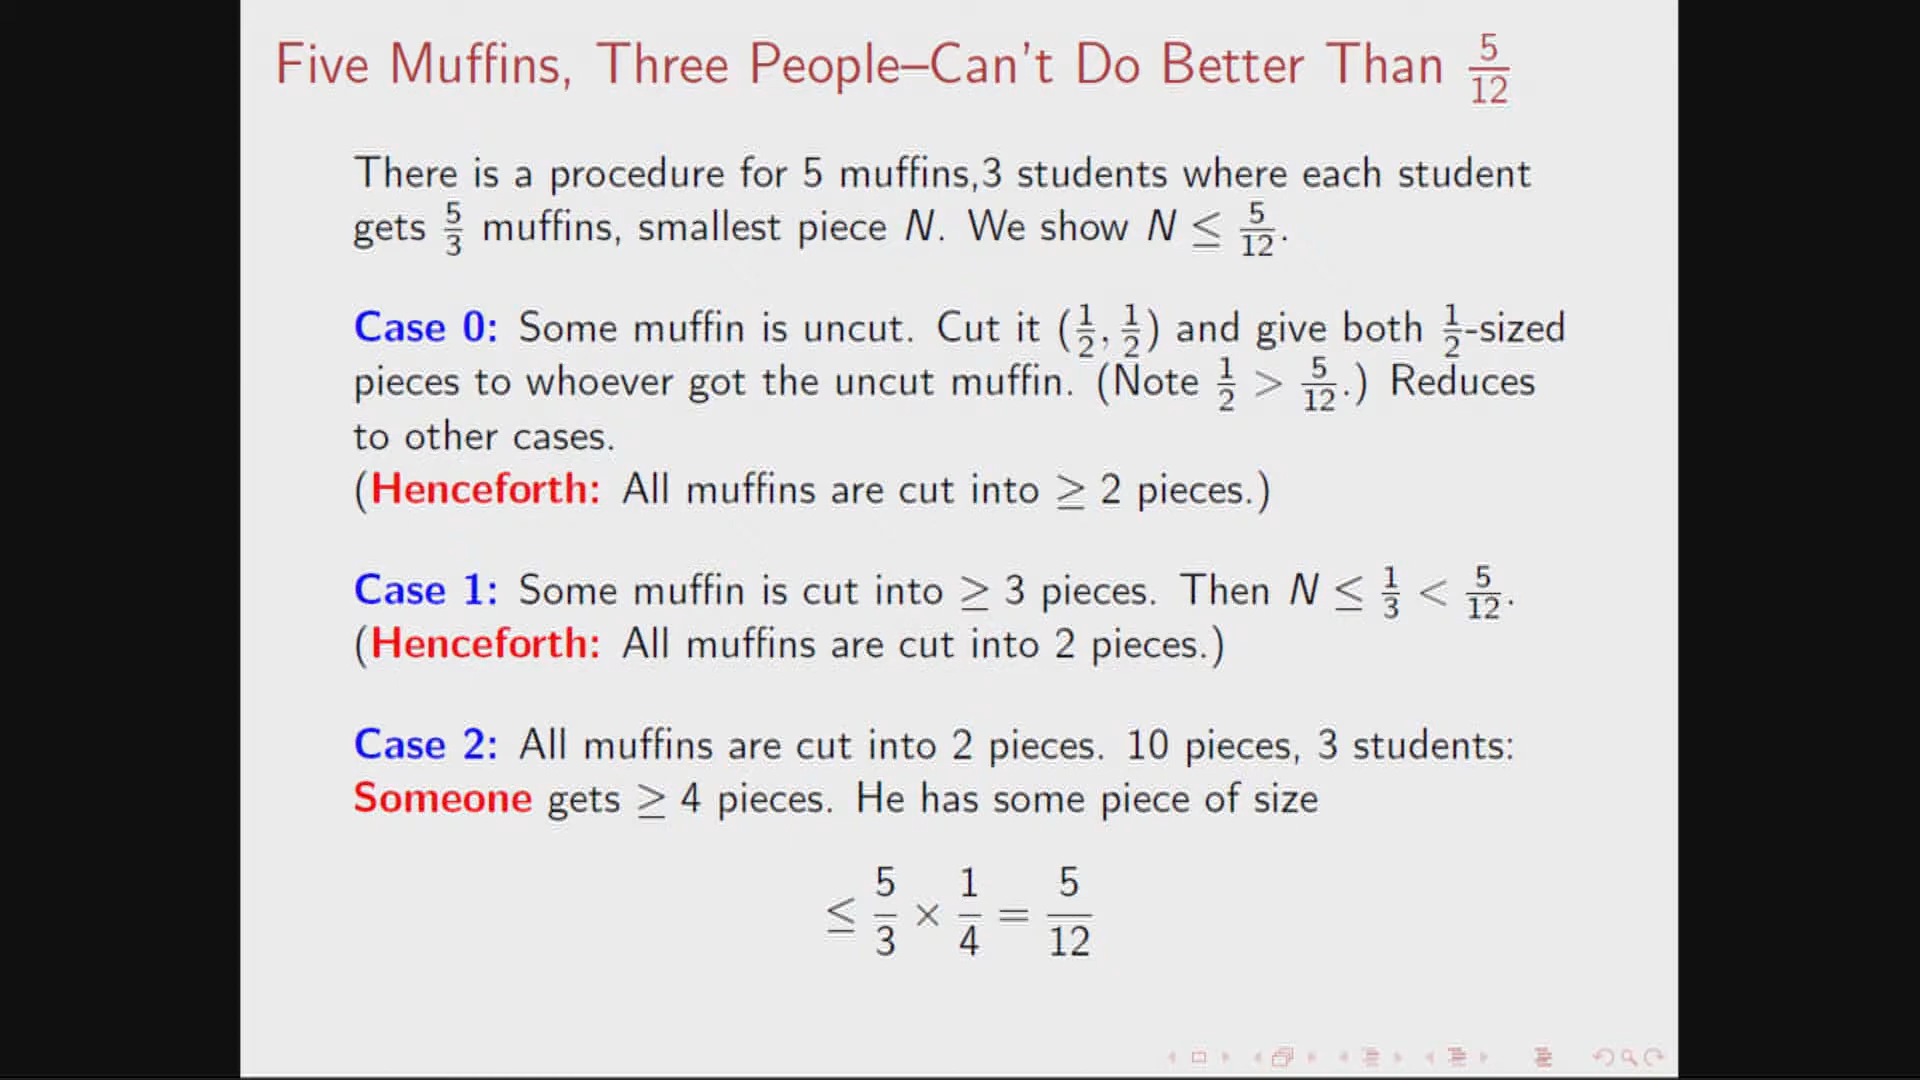 Five Muffins, Three People–Can't Do Better Than 5/12
There is a procedure for 5 muffins,3 students where each student
gets 5/3 muffins, smallest piece N. We show N ≤ 5/12.
Case 0: Some muffin is uncut. Cut it (1/2, 1/2) and give both 1/2-sized
pieces to whoever got the uncut muffin. (Note 1/2 > 5/12.) Reduces
to other cases.
(Henceforth: All muffins are cut into ≥ 2 pieces.)
Case 1: Some muffin is cut into ≥ 3 pieces. Then N ≤ 1/3 < 5/12.
(Henceforth: All muffins are cut into 2 pieces.)
Case 2: All muffins are cut into 2 pieces. 10 pieces, 3 students:
Someone gets ≥ 4 pieces. He has some piece of size
≤ 5/3 × 1/4 = 5/12